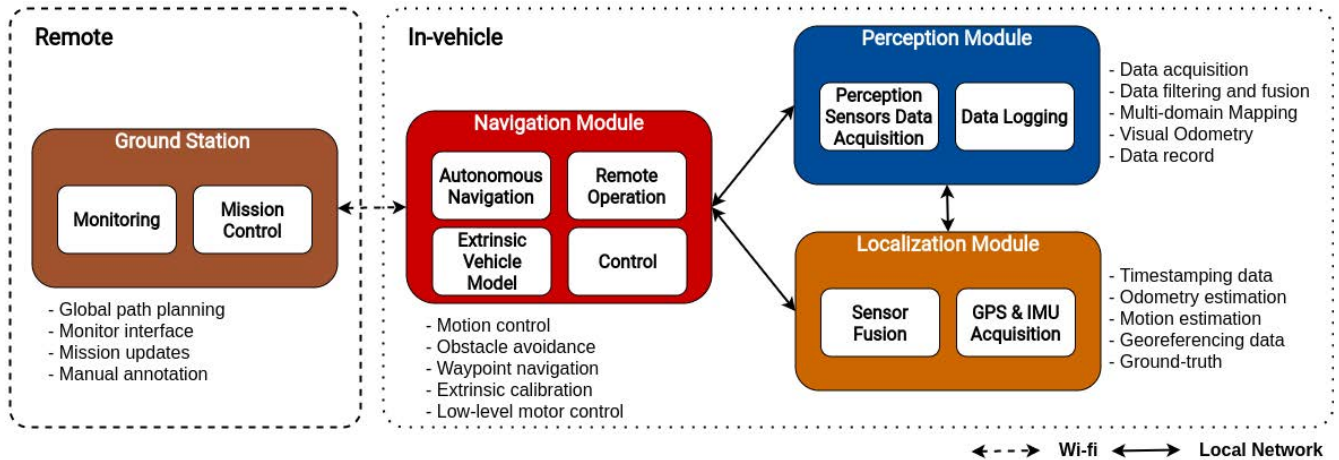 Remote
Ground Station
Monitoring
Mission
Control
- Global path planning
- Monitor interface
- Mission updates
- Manual annotation
In-vehicle
Navigation Module
Autonomous
Navigation
Remote
Operation
Extrinsic
Vehicle
Model
Control
- Motion control
- Obstacle avoidance
- Waypoint navigation
- Extrinsic calibration
- Low-level motor control
Perception Module
Perception
Sensors Data
Acquisition
Data Logging
- Data acquisition
- Data filtering and fusion
- Multi-domain Mapping
- Visual Odometry
- Data record
Localization Module
Sensor
Fusion
GPS & IMU
Acquisition
- Timestamping data
- Odometry estimation
- Motion estimation
- Georeferencing data
- Ground-truth
Wi-fi
Local Network